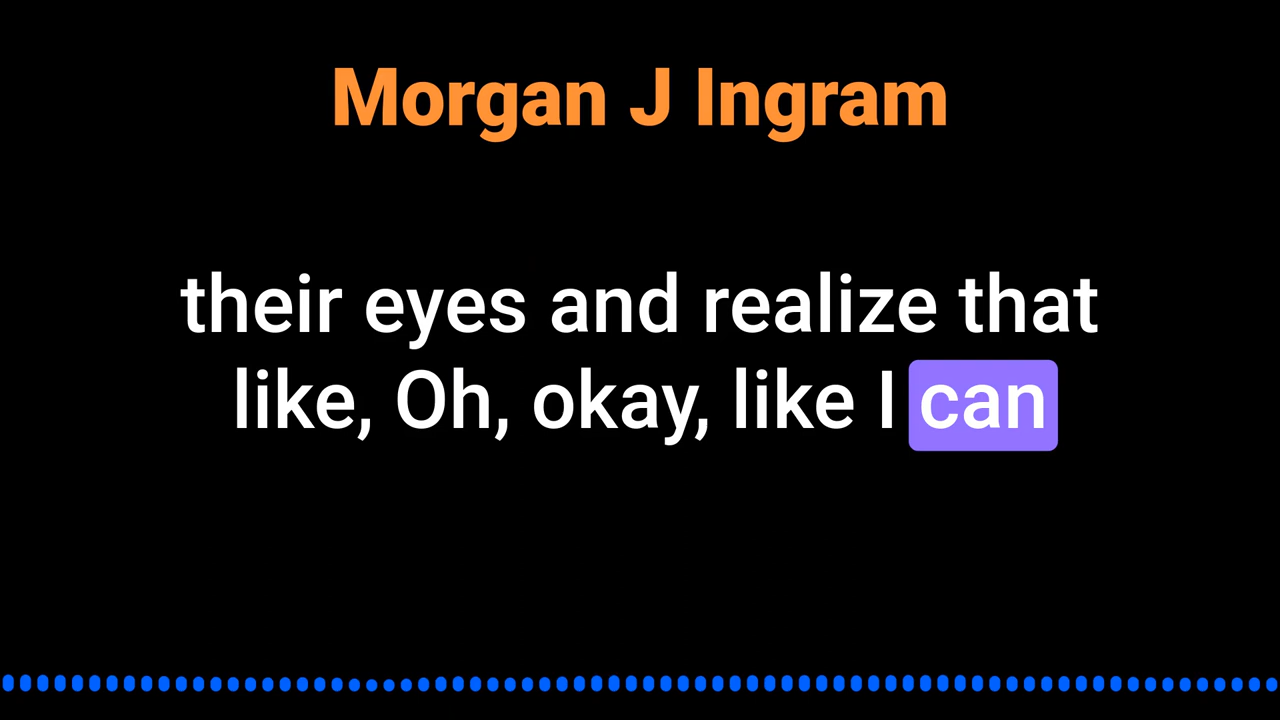 Morgan J Ingram
their eyes and realize that
like, Oh, okay, like I can